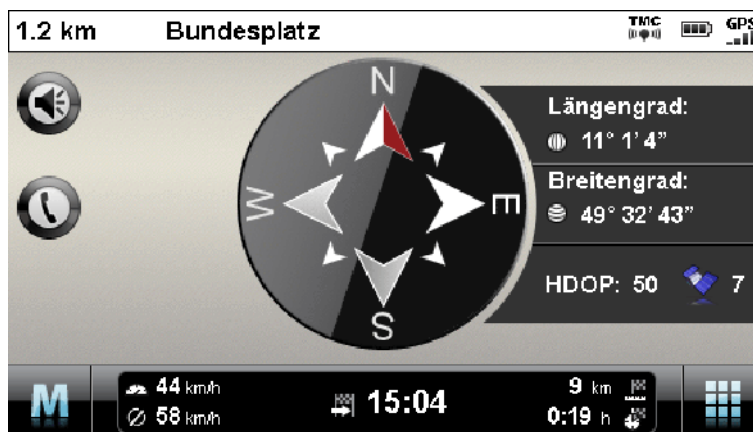 1.2 km Bundesplatz TMC GPS
N
Längengrad:
11° 1' 4"
Breitengrad:
W E
49° 32' 43"
HDOP: 50 7
S
M 44 km/h 15:04 9 km
58 km/h 0:19 h